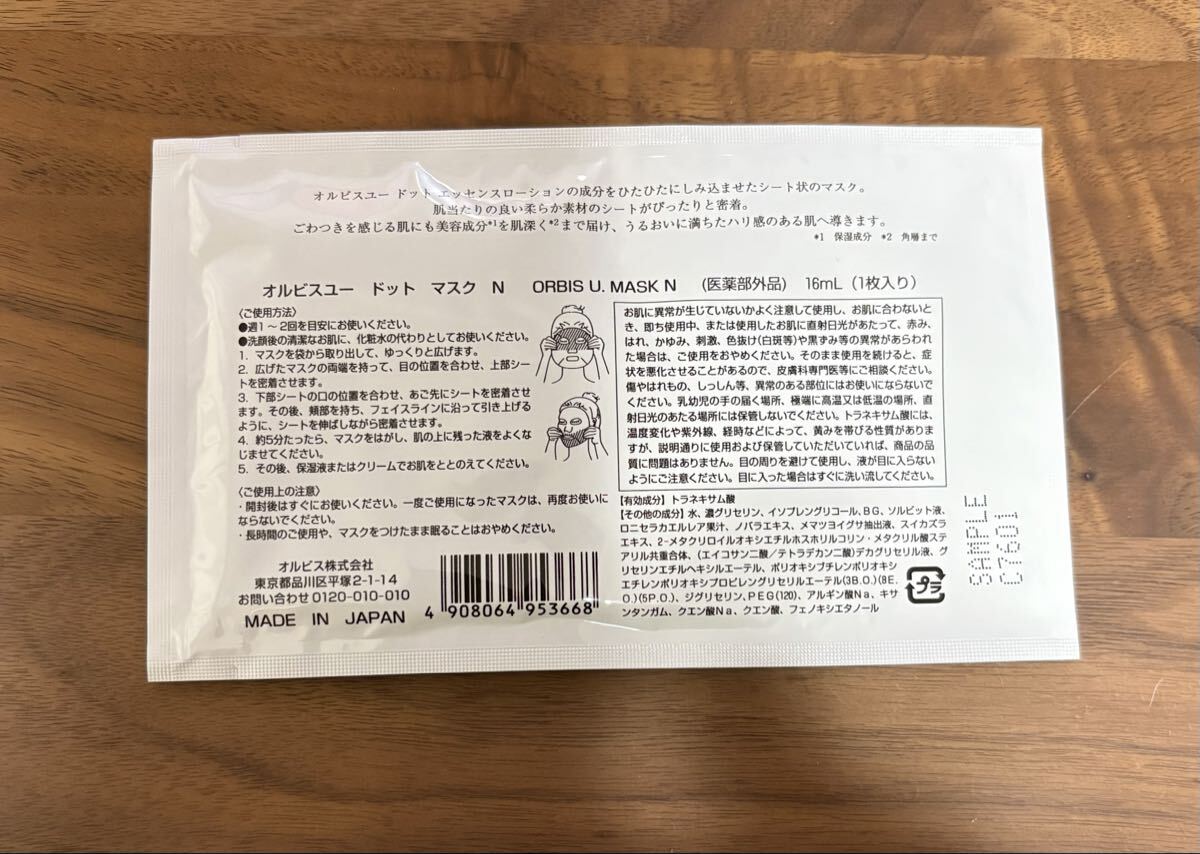 オルビスユー ドット エッセンスローションの成分をひたひたにしみ込ませたシート状のマスク。
肌当たりの良い柔らか素材のシートがぴったりと密着。
ごわつきを感じる肌にも美容成分*1を肌深く*2まで届け、うるおいに満ちたハリ感のある肌へ導きます。
*1 保湿成分 *2 角層まで
オルビスユー ドット マスク N ORBIS U. MASK N (医薬部外品) 16mL (1枚入り)
〈ご使用方法〉
●週1~2回を目安にお使いください。
●洗顔後の清潔なお肌に、化粧水の代わりとしてお使いください。
1. マスクを袋から取り出して、ゆっくりと広げます。
2. 広げたマスクの両端を持って、目の位置を合わせ、上部シー
トを密着させます。
3. 下部シートの口の位置を合わせ、あご先にシートを密着させ
ます。その後、頬部を持ち、フェイスラインに沿って引き上げる
ように、シートを伸ばしながら密着させます。
4. 約5分たったら、マスクをはがし、肌の上に残った液をよくな
じませてください。
5. その後、保湿液またはクリームでお肌をととのえてください。
〈ご使用上の注意〉
・開封後はすぐにお使いください。一度ご使用になったマスクは、再度お使いに
ならないでください。
・長時間のご使用や、マスクをつけたまま眠ることはおやめください。
オルビス株式会社
東京都品川区平塚2-1-14
お問い合わせ 0120-010-010
MADE IN JAPAN
4 908064 953668
お肌に異常が生じていないかよく注意して使用し、お肌に合わないと
き、即ち使用中、または使用したお肌に直射日光があたって、赤み、
はれ、かゆみ、刺激、色抜け(白斑等)や黒ずみ等の異常があらわれ
た場合は、ご使用をおやめください。そのまま使用を続けると、症
状を悪化させることがあるので、皮膚科専門医等にご相談ください。
傷やはれもの、しっしん等、異常のある部位にはお使いにならないで
ください。乳幼児の手の届く場所、極端に高温又は低温の場所、直
射日光のあたる場所には保管しないでください。トラネキサム酸には、
温度変化や紫外線、経時などによって、黄みを帯びる性質がありま
すが、説明通りに使用および保管していただいていれば、商品の品
質に問題はありません。目の周りを避けて使用し、液が目に入らない
ようにご注意ください。目に入った場合はすぐに洗い流してください。
【有効成分】トラネキサム酸
【その他の成分】水、濃グリセリン、イソプレングリコール、BG、ソルビット液、
ロニセラカエルレア果汁、ノバラエキス、メマツヨイグサ抽出液、スイカズラ
エキス、2-メタクリロイルオキシエチルホスホリルコリン・メタクリル酸ステ
アリル共重合体、(エイコサン二酸/テトラデカン二酸)デカグリセリル液、グ
リセリンエチルヘキシルエーテル、ポリオキシブチレンポリオキシ
エチレンポリオキシプロピレングリセリルエーテル(3B.O.)(8E.
O.)(5P.O.)、ジグリセリン、PEG(120)、アルギン酸Na、キサ
ンタンガム、クエン酸Na、クエン酸、フェノキシエタノール
プラ
SAMPLE
C7601